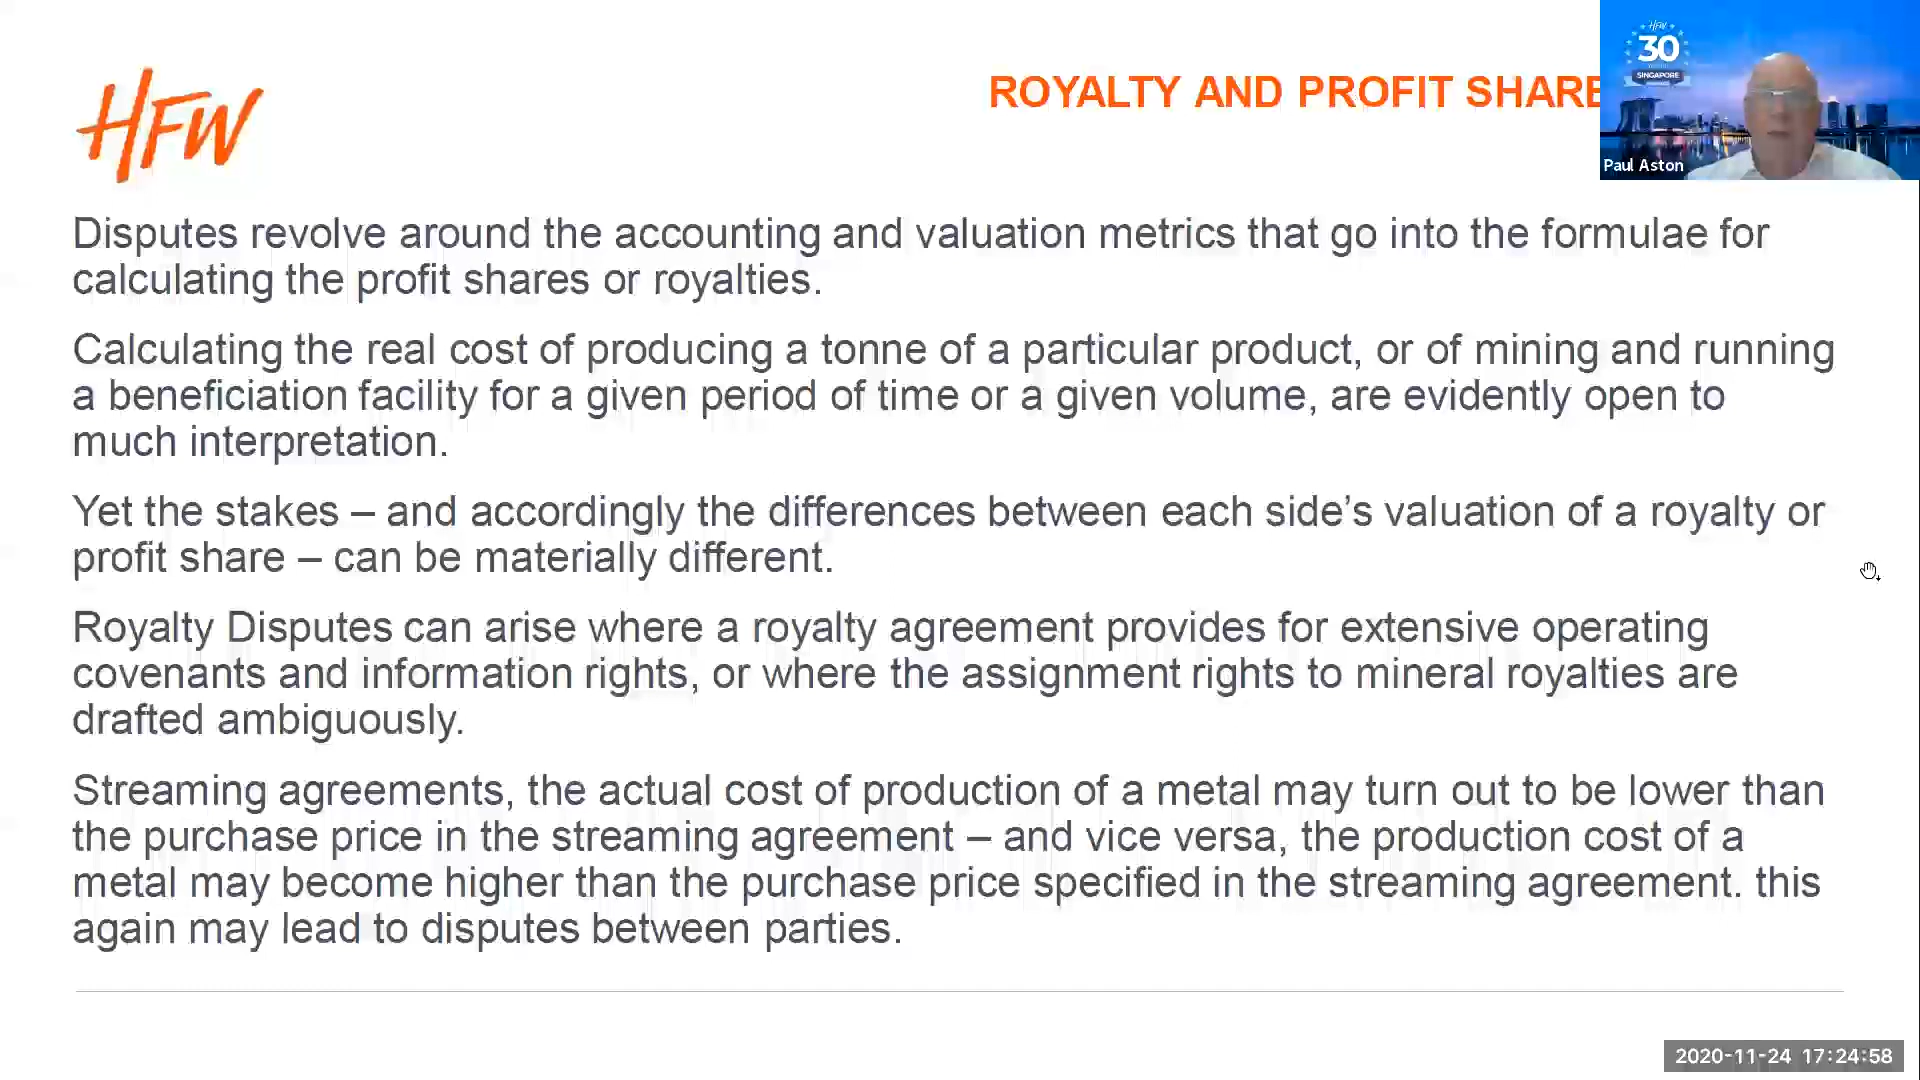 HFW
ROYALTY AND PROFIT SHARE
HFW
30
SINGAPORE
Paul Aston
Disputes revolve around the accounting and valuation metrics that go into the formulae for
calculating the profit shares or royalties.
Calculating the real cost of producing a tonne of a particular product, or of mining and running
a beneficiation facility for a given period of time or a given volume, are evidently open to
much interpretation.
Yet the stakes – and accordingly the differences between each side’s valuation of a royalty or
profit share – can be materially different.
Royalty Disputes can arise where a royalty agreement provides for extensive operating
covenants and information rights, or where the assignment rights to mineral royalties are
drafted ambiguously.
Streaming agreements, the actual cost of production of a metal may turn out to be lower than
the purchase price in the streaming agreement – and vice versa, the production cost of a
metal may become higher than the purchase price specified in the streaming agreement. this
again may lead to disputes between parties.
2020-11-24 17:24:58